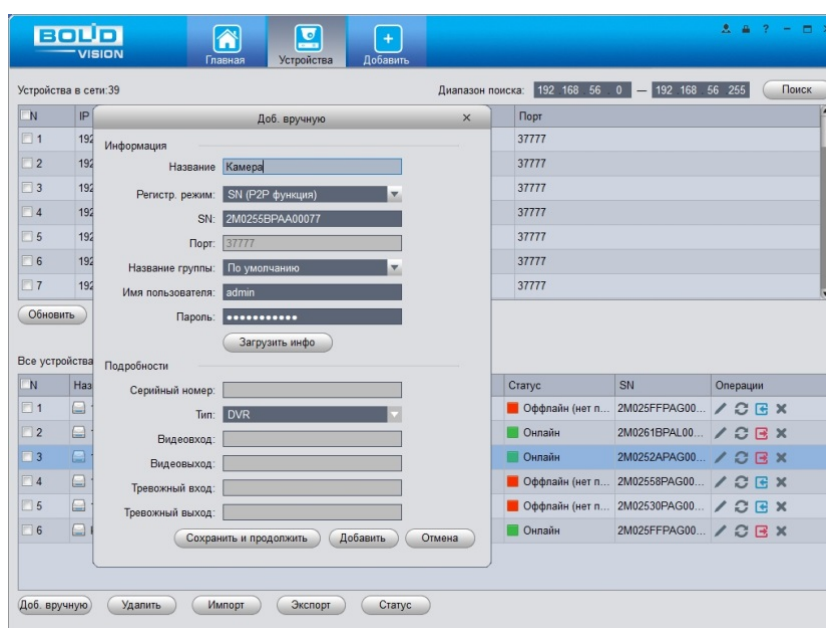 BOLID
VISION
Главная
Устройства
Добавить
Устройства в сети:39
Диапазон поиска: 192 168 56 . 0 — 192 168 56 255 Поиск
N IP Порт
1 192 37777
2 192 37777
3 192 37777
4 192 37777
5 192 37777
6 192 37777
7 192 37777
Обновить
Доб. вручную
Информация
Название Камера
Регистр. режим: SN (P2P функция)
SN: 2M0255BPAA00077
Порт: 37777
Название группы: По умолчанию
Имя пользователя: admin
Пароль: •••••••••••
Загрузить инфо
Подробности
Серийный номер:
Тип: DVR
Видеовход:
Видеовыход:
Тревожный вход:
Тревожный выход:
Сохранить и продолжить Добавить Отмена
Все устройства
N Наз Статус SN Операции
1 Оффлайн (нет п... 2M025FFPAG00...
2 Онлайн 2M0261BPAL00...
3 Онлайн 2M0252APAG00...
4 Оффлайн (нет п... 2M02558PAG00...
5 Оффлайн (нет п... 2M02530PAG00...
6 Онлайн 2M025FFPAG00...
Доб. вручную Удалить Импорт Экспорт Статус